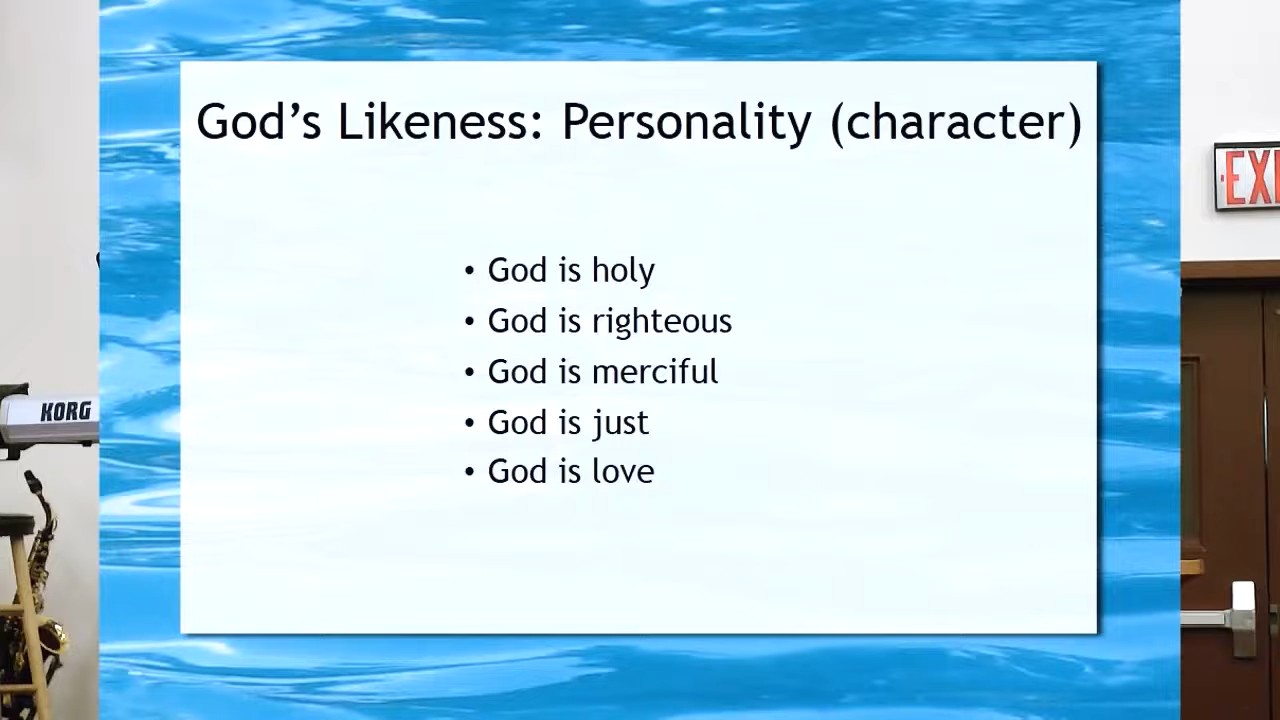 God’s Likeness: Personality (character)
• God is holy
• God is righteous
• God is merciful
• God is just
• God is love
KORG
EXI